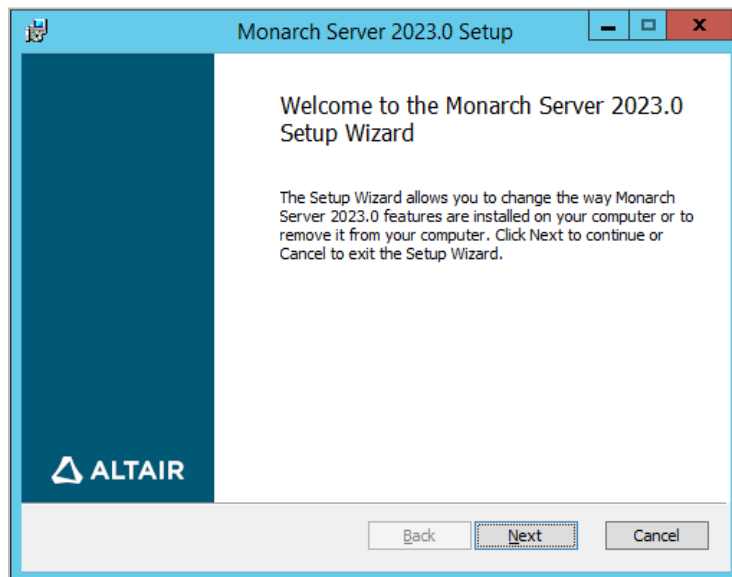 Monarch Server 2023.0 Setup
Welcome to the Monarch Server 2023.0
Setup Wizard
The Setup Wizard allows you to change the way Monarch
Server 2023.0 features are installed on your computer or to
remove it from your computer. Click Next to continue or
Cancel to exit the Setup Wizard.
ALTAIR
Back Next Cancel